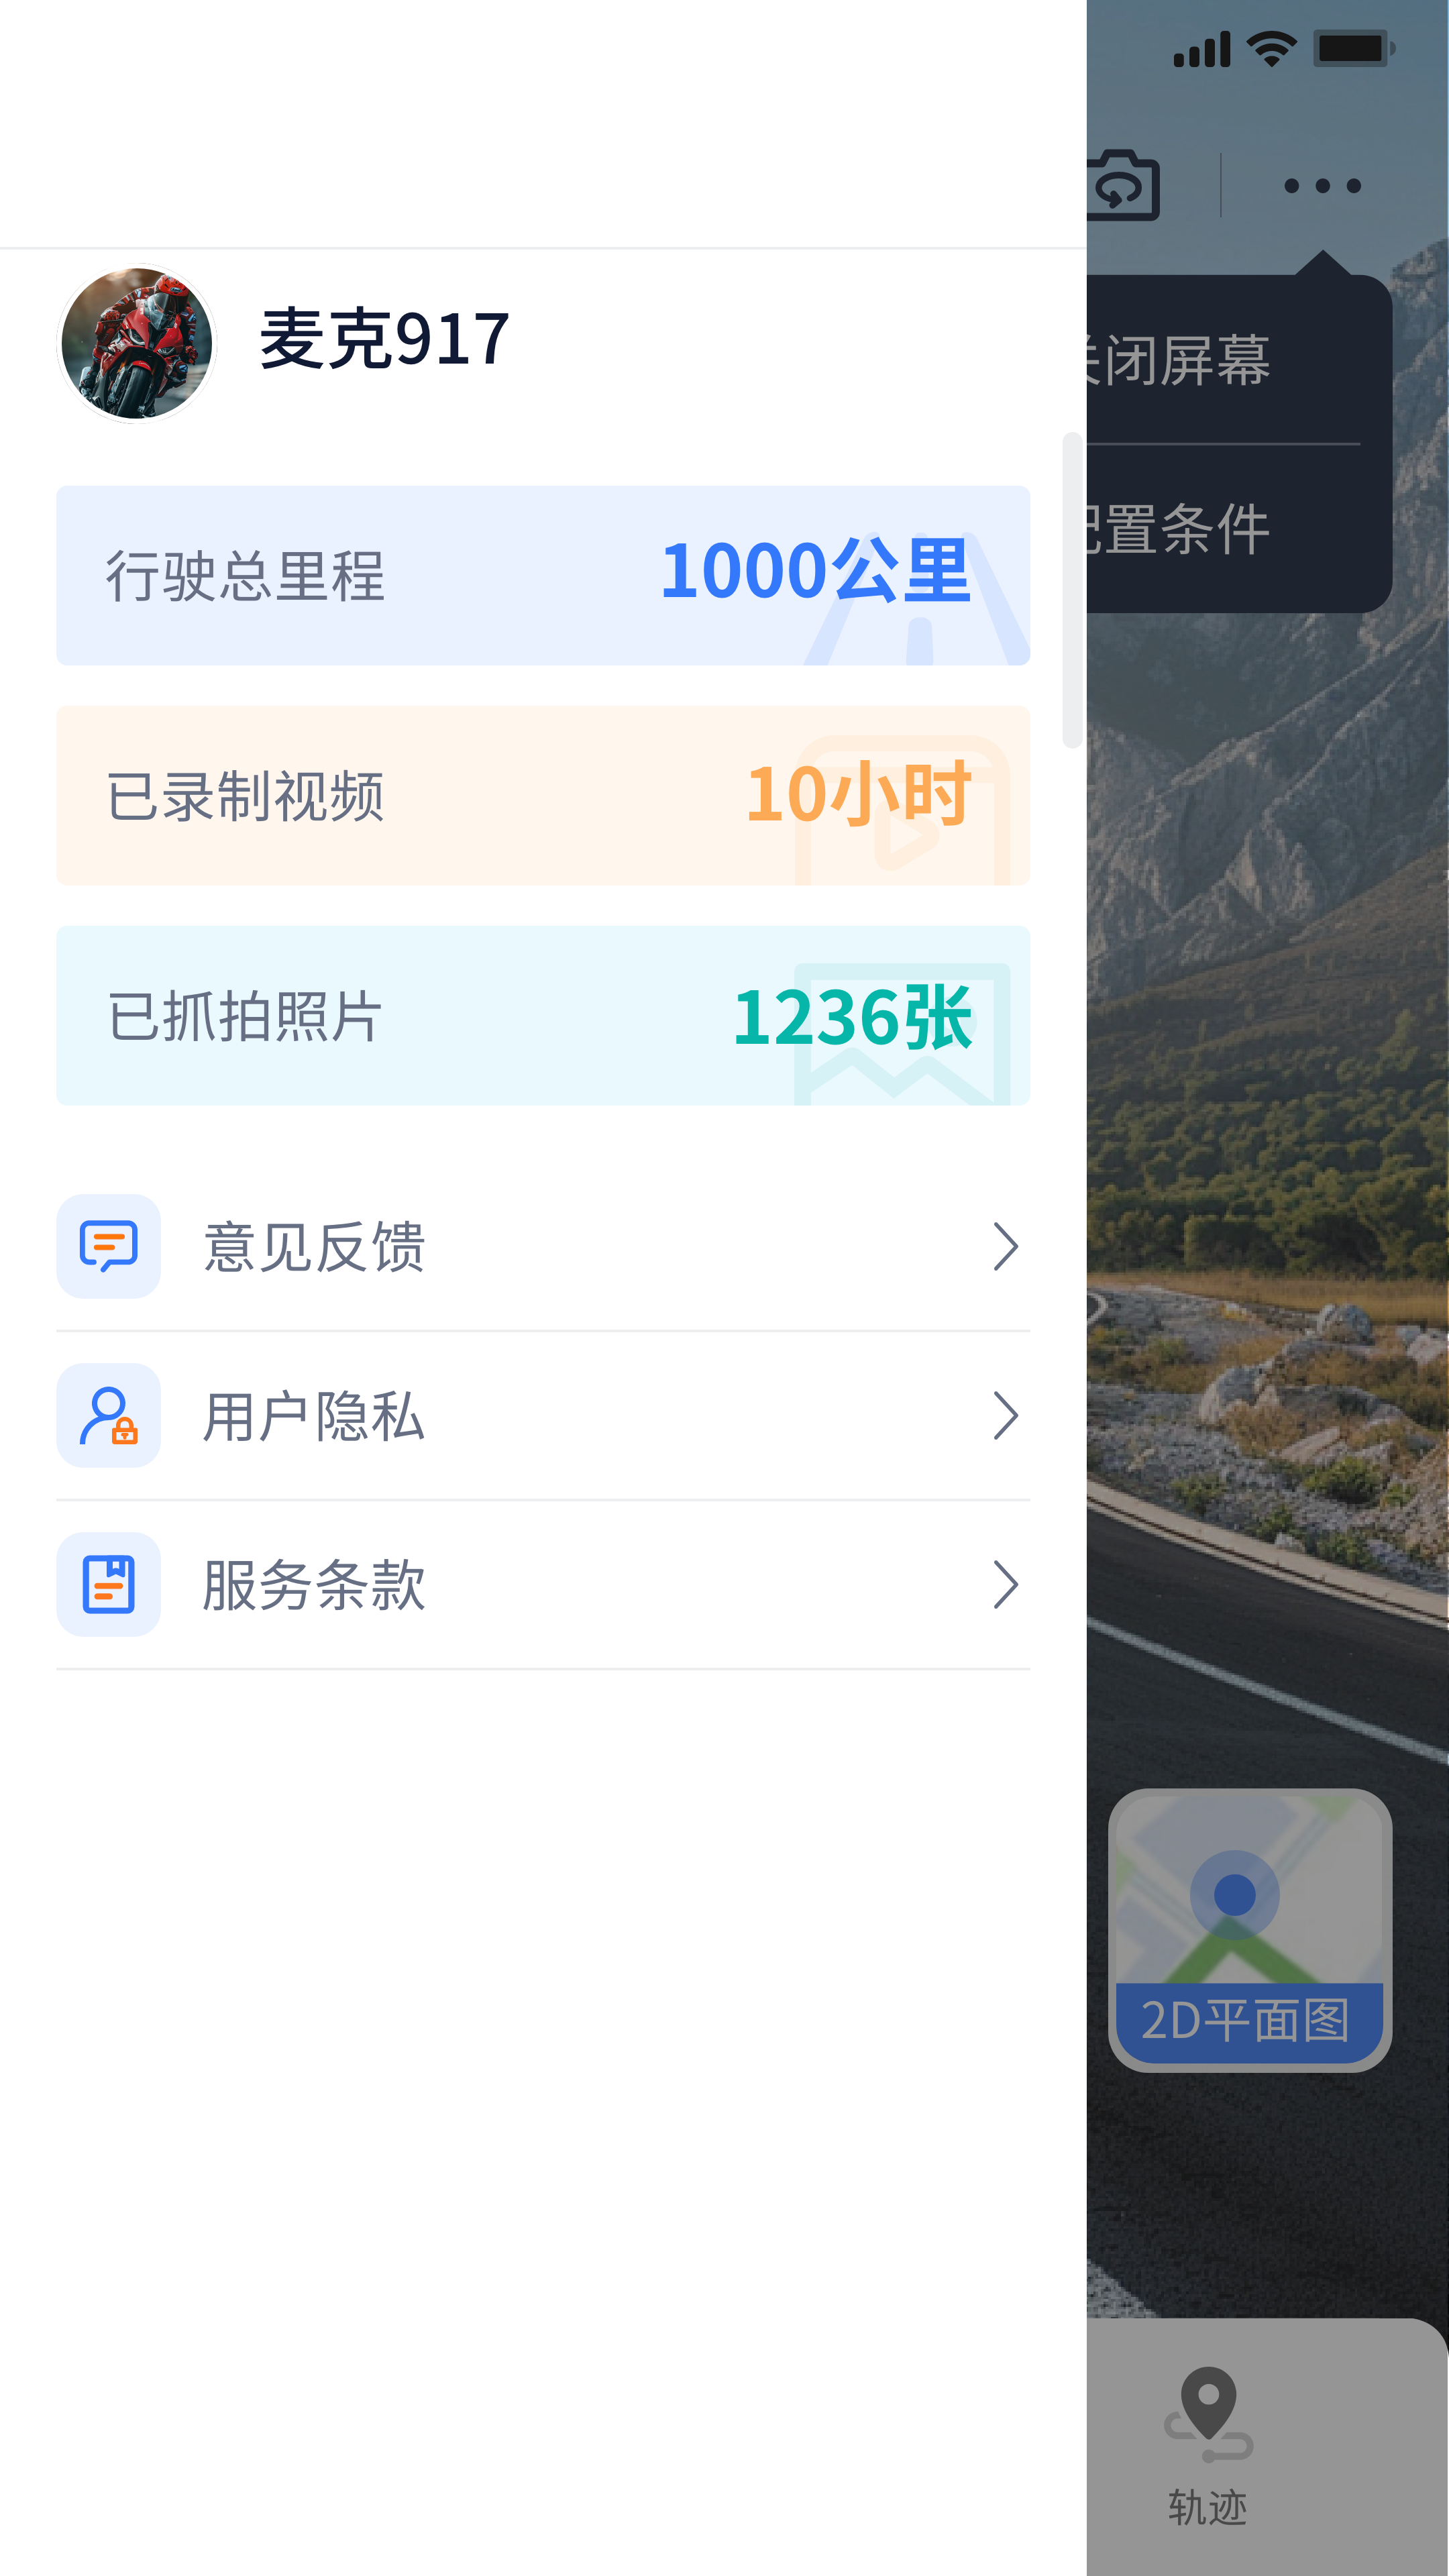 麦克917
闭屏幕
置条件
行驶总里程 1000公里
已录制视频 10小时
已抓拍照片 1236张
意见反馈
用户隐私
服务条款
2D平面图
轨迹